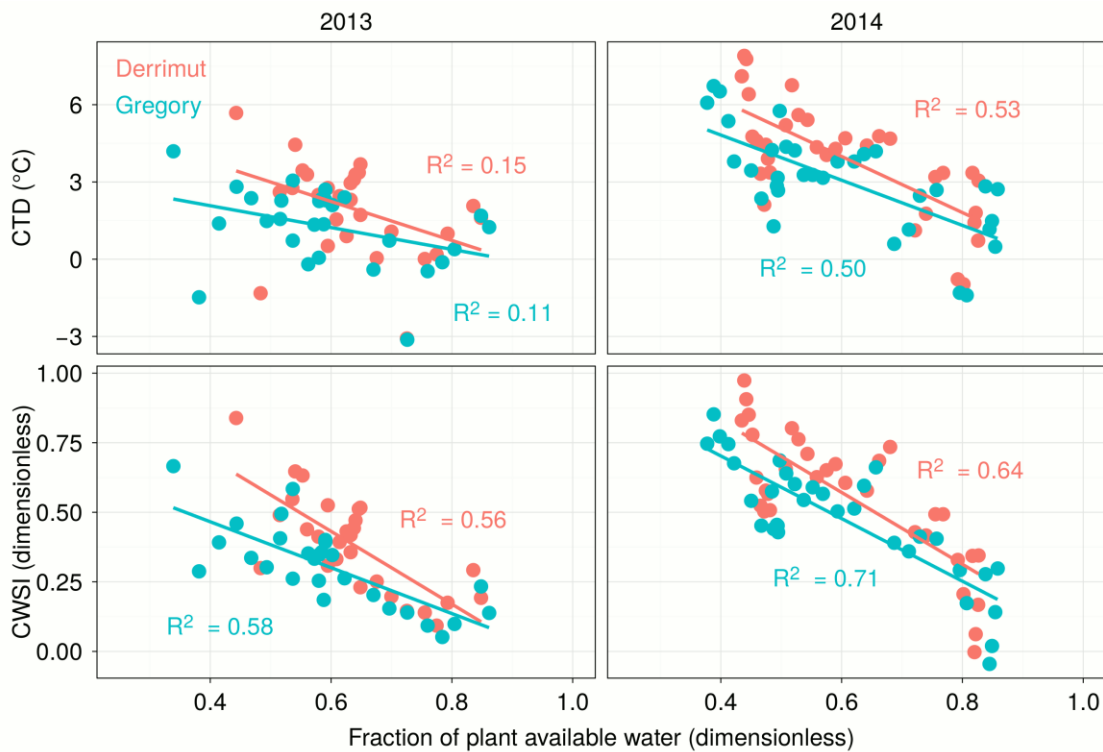 2013
2014
Derrimut
Gregory
CTD (°C)
6
3
0
−3
R² = 0.15
R² = 0.11
R² = 0.53
R² = 0.50
CWSI (dimensionless)
1.00
0.75
0.50
0.25
0.00
R² = 0.56
R² = 0.58
R² = 0.64
R² = 0.71
0.4 0.6 0.8 1.0
0.4 0.6 0.8 1.0
Fraction of plant available water (dimensionless)